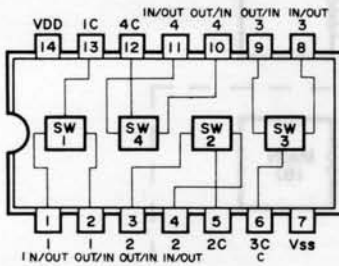 IN/OUT OUT/IN OUT/IN IN/OUT
VDD 1C 4C 4 4 3 3
14 13 12 11 10 9 8
SW 1 SW 4 SW 2 SW 3
1 2 3 4 5 6 7
1 1 2 2 2C 3C Vss
IN/OUT OUT/IN OUT/IN IN/OUT C